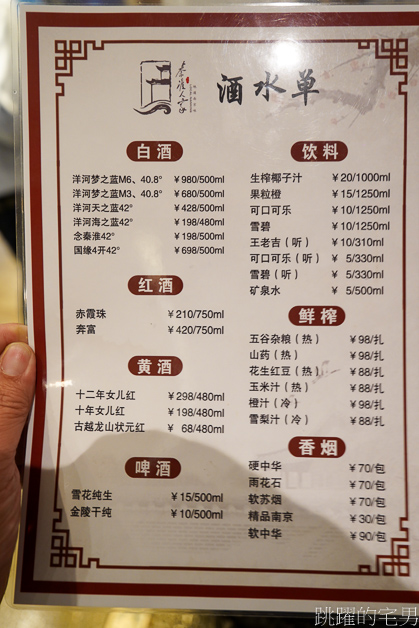 秦淮人家
酒水单
白酒
洋河梦之蓝M6、40.8° ￥980/500ml
洋河梦之蓝M3、40.8° ￥680/500ml
洋河天之蓝42° ￥428/500ml
洋河海之蓝42° ￥198/480ml
念秦淮42° ￥198/500ml
国缘4开42° ￥698/500ml
红酒
赤霞珠 ￥210/750ml
奔富 ￥420/750ml
黄酒
十二年女儿红 ￥298/480ml
十年女儿红 ￥198/480ml
古越龙山状元红 ￥ 68/480ml
啤酒
雪花纯生 ￥15/500ml
金陵干纯 ￥10/500ml
饮料
生榨椰子汁 ￥20/1000ml
果粒橙 ￥15/1250ml
可口可乐 ￥10/1250ml
雪碧 ￥10/1250ml
王老吉（听） ￥10/310ml
可口可乐（听） ￥ 5/330ml
雪碧（听） ￥ 5/330ml
矿泉水 ￥ 5/500ml
鲜榨
五谷杂粮（热） ￥98/扎
山药（热） ￥98/扎
花生红豆（热） ￥88/扎
玉米汁（热） ￥88/扎
橙汁（冷） ￥98/扎
雪梨汁（冷） ￥88/扎
香烟
硬中华 ￥70/包
雨花石 ￥70/包
软苏烟 ￥70/包
精品南京 ￥30/包
软中华 ￥90/包
跳躍的宅男